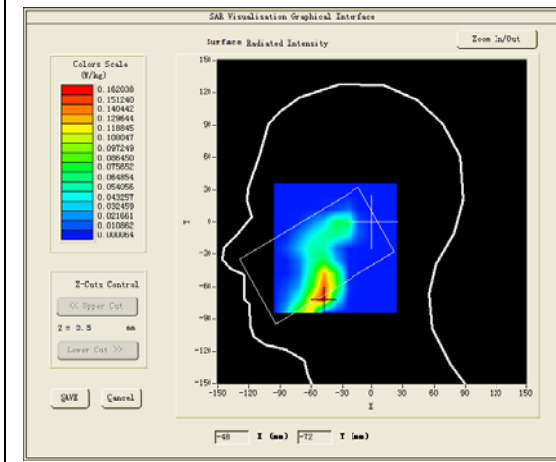 SAR Visualisation Graphical Interface
Surface Radiated Intensity
Zoom In/Out
Colors Scale
(W/kg)
0.162038
0.151240
0.140442
0.129644
0.118845
0.108047
0.097249
0.086450
0.075652
0.064854
0.054056
0.043257
0.032459
0.021661
0.010862
0.000064
Z-Cuts Control
<< Upper Cut
Z = 0.5 mm
Lower Cut >>
SAVE
Cancel
150
120
90
60
30
0
-30
-60
-90
-120
-150
Y
-150 -120 -90 -60 -30 0 30 60 90 120 150
X
-48 X (mm) -72 Y (mm)